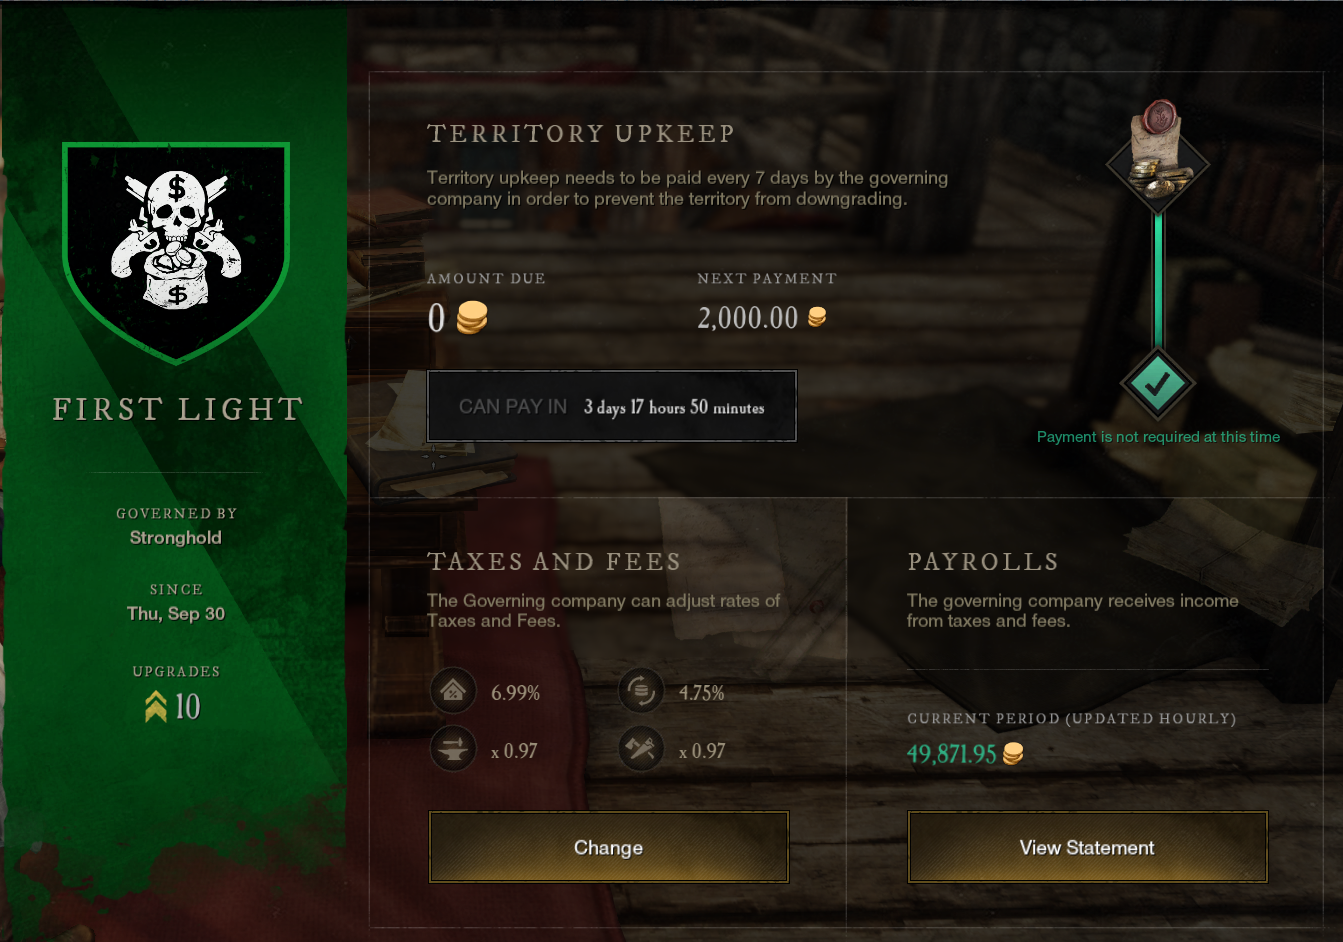 $
$
FIRST LIGHT
GOVERNED BY
Stronghold
SINCE
Thu, Sep 30
UPGRADES
10
TERRITORY UPKEEP
Territory upkeep needs to be paid every 7 days by the governing
company in order to prevent the territory from downgrading.
AMOUNT DUE
0
NEXT PAYMENT
2,000.00
CAN PAY IN 3 days 17 hours 50 minutes
Payment is not required at this time
TAXES AND FEES
The Governing company can adjust rates of
Taxes and Fees.
6.99%
4.75%
x 0.97
x 0.97
Change
PAYROLLS
The governing company receives income
from taxes and fees.
CURRENT PERIOD (UPDATED HOURLY)
49,871.95
View Statement